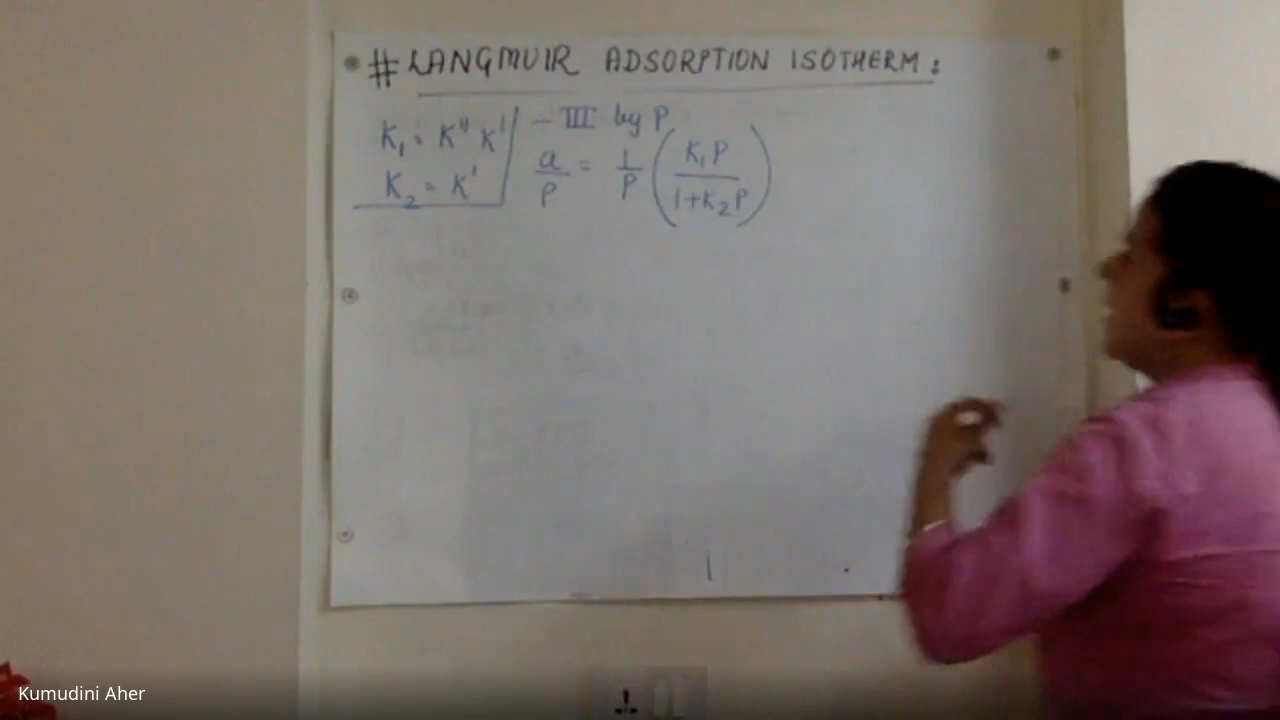 # LANGMUIR ADSORPTION ISOTHERM :
K₁ = K'' K'
K₂ = K'
— III by P
a/P = 1/P (K₁P / 1+K₂P)
Kumudini Aher